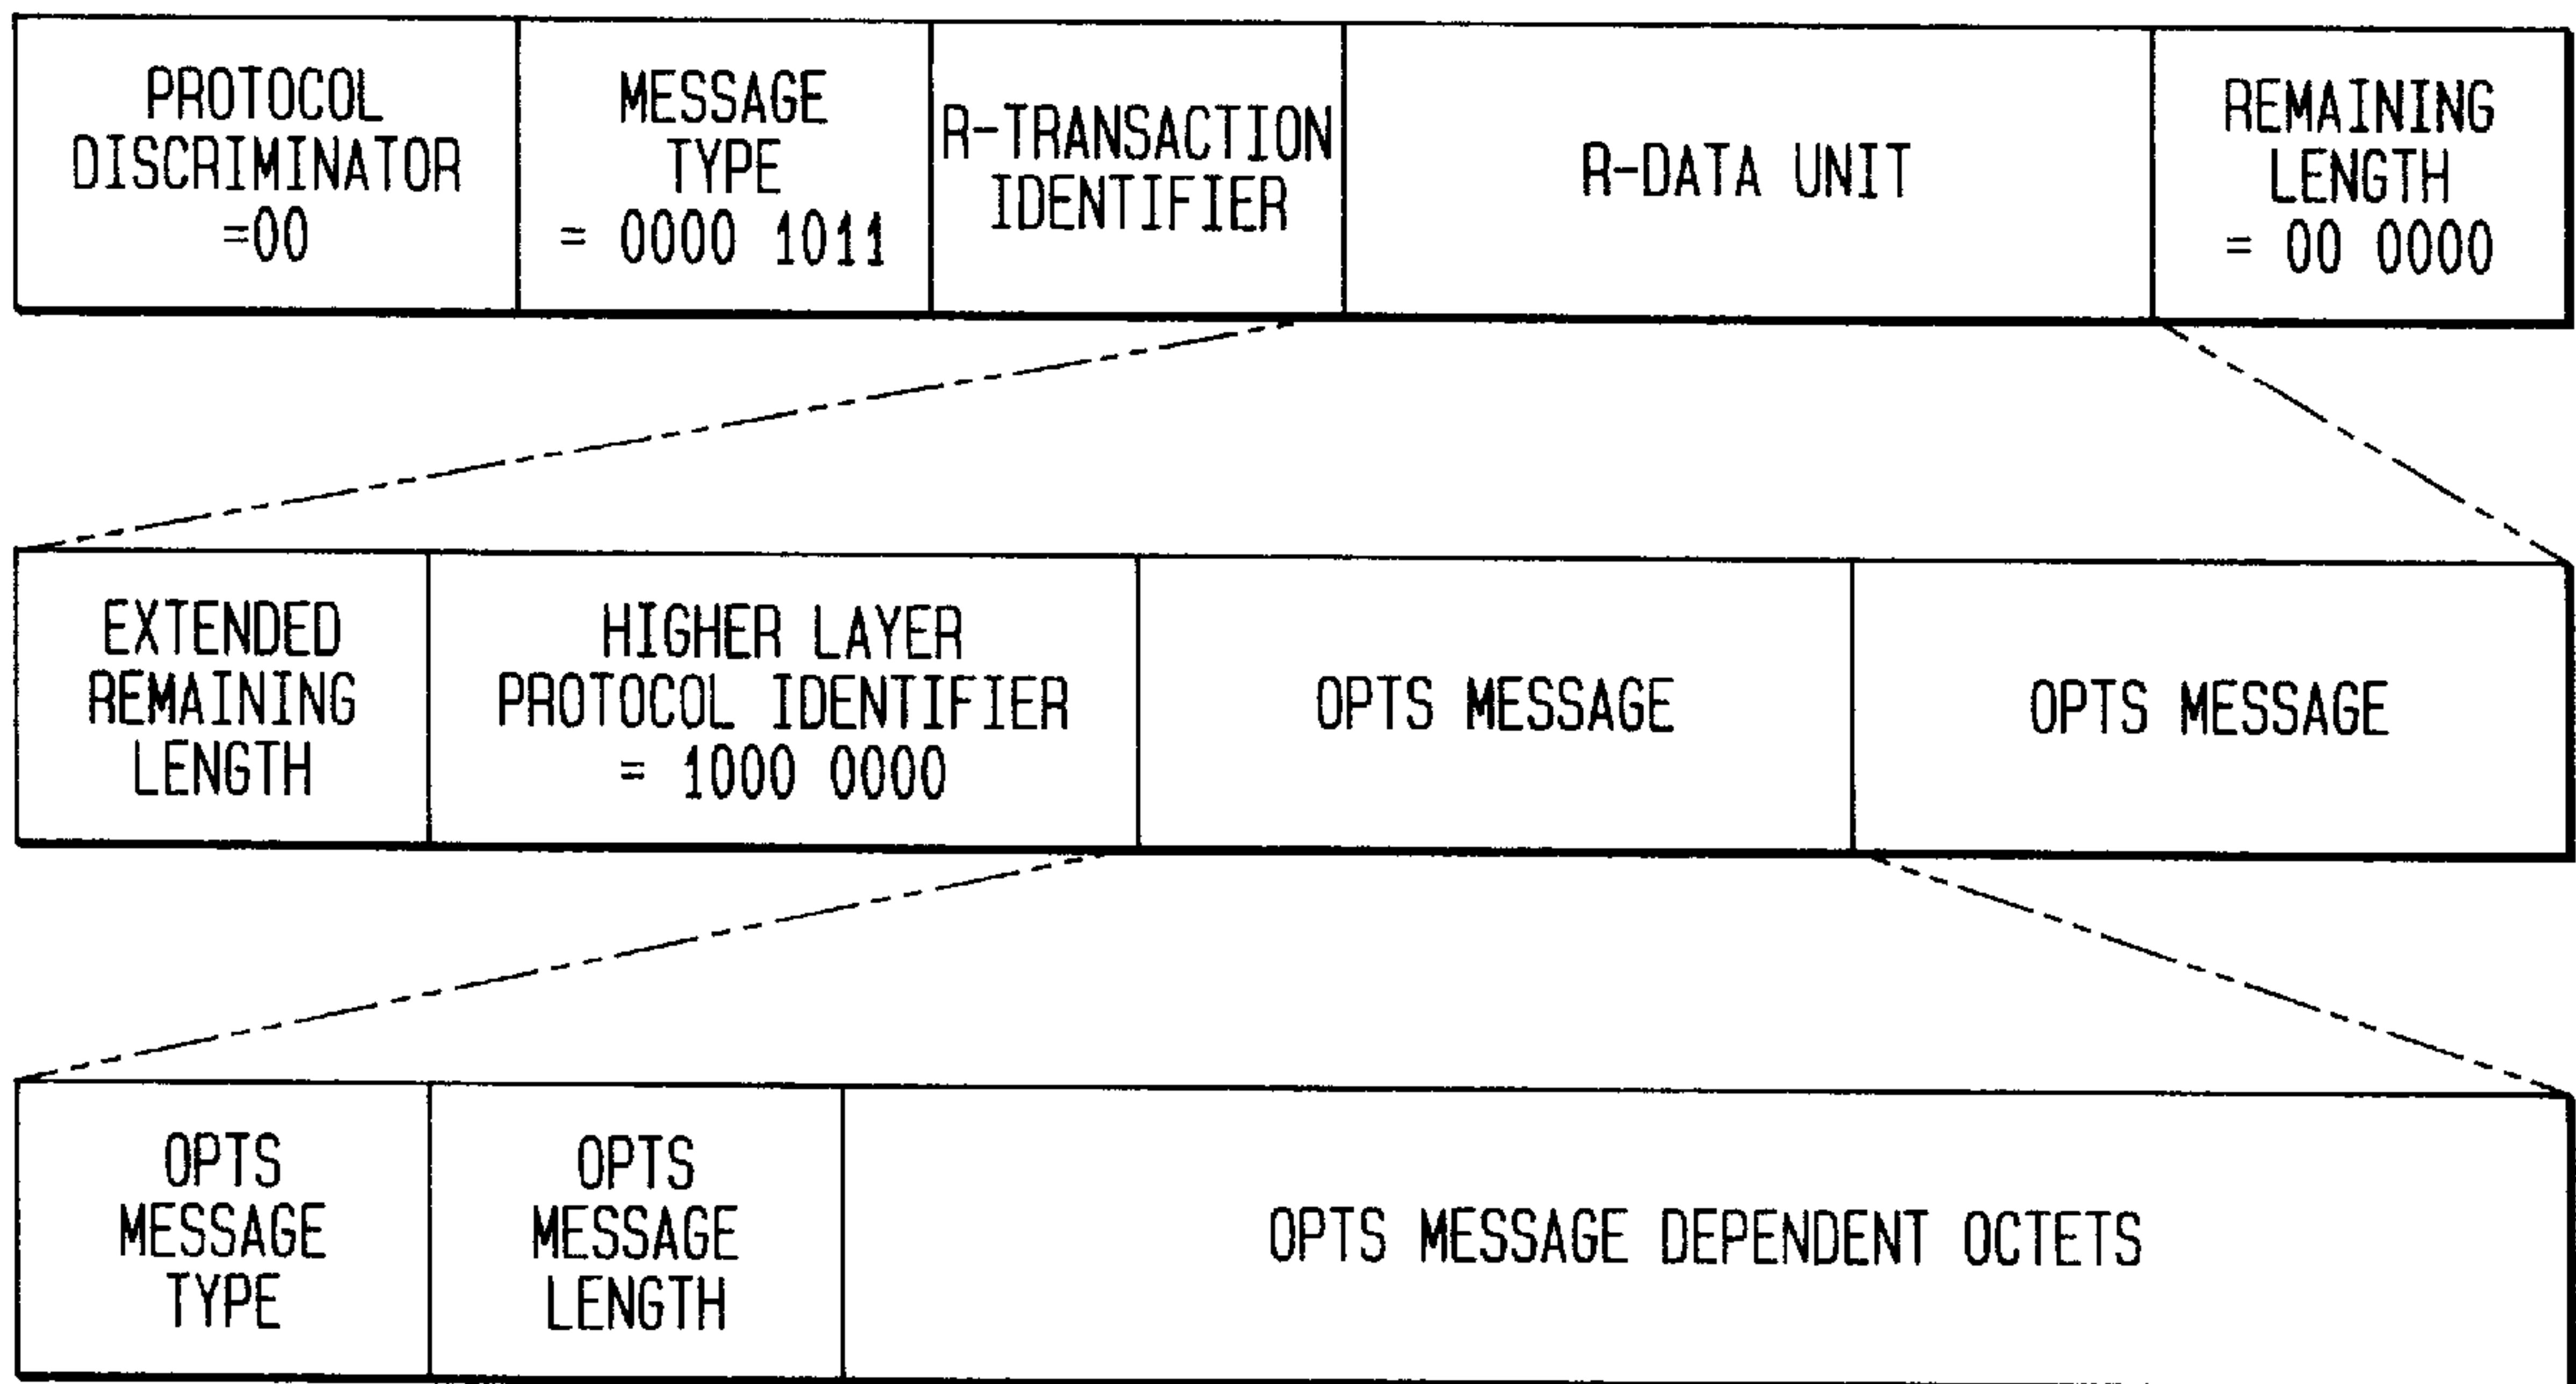 PROTOCOL
DISCRIMINATOR
=00
MESSAGE
TYPE
= 0000 1011
R-TRANSACTION
IDENTIFIER
R-DATA UNIT
REMAINING
LENGTH
= 00 0000
EXTENDED
REMAINING
LENGTH
HIGHER LAYER
PROTOCOL IDENTIFIER
= 1000 0000
OPTS MESSAGE
OPTS MESSAGE
OPTS
MESSAGE
TYPE
OPTS
MESSAGE
LENGTH
OPTS MESSAGE DEPENDENT OCTETS